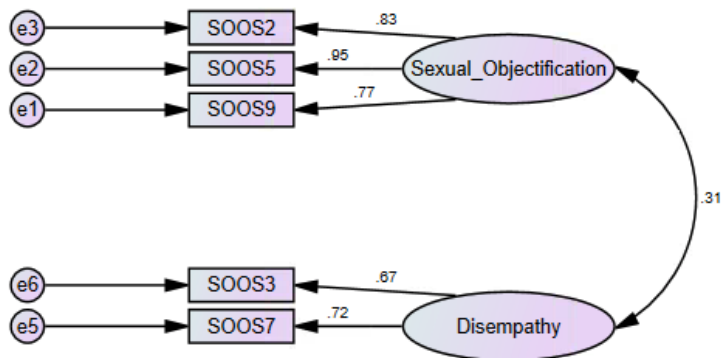 e3 SOOS2 .83
e2 SOOS5 .95 Sexual_Objectification
e1 SOOS9 .77
.31
e6 SOOS3 .67
e5 SOOS7 .72 Disempathy